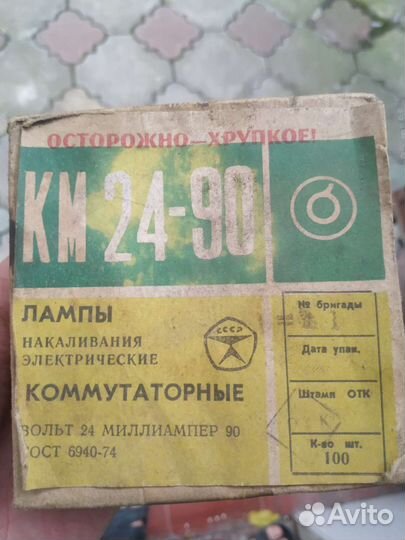 ОСТОРОЖНО—ХРУПКОЕ!
КМ 24-90
ЛАМПЫ
НАКАЛИВАНИЯ
ЭЛЕКТРИЧЕСКИЕ
СССР
КОММУТАТОРНЫЕ
ВОЛЬТ 24 МИЛЛИАМПЕР 90
ГОСТ 6940-74
№ бригады
1
Дата упак.
Штамп ОТК
К-во шт.
100
Avito